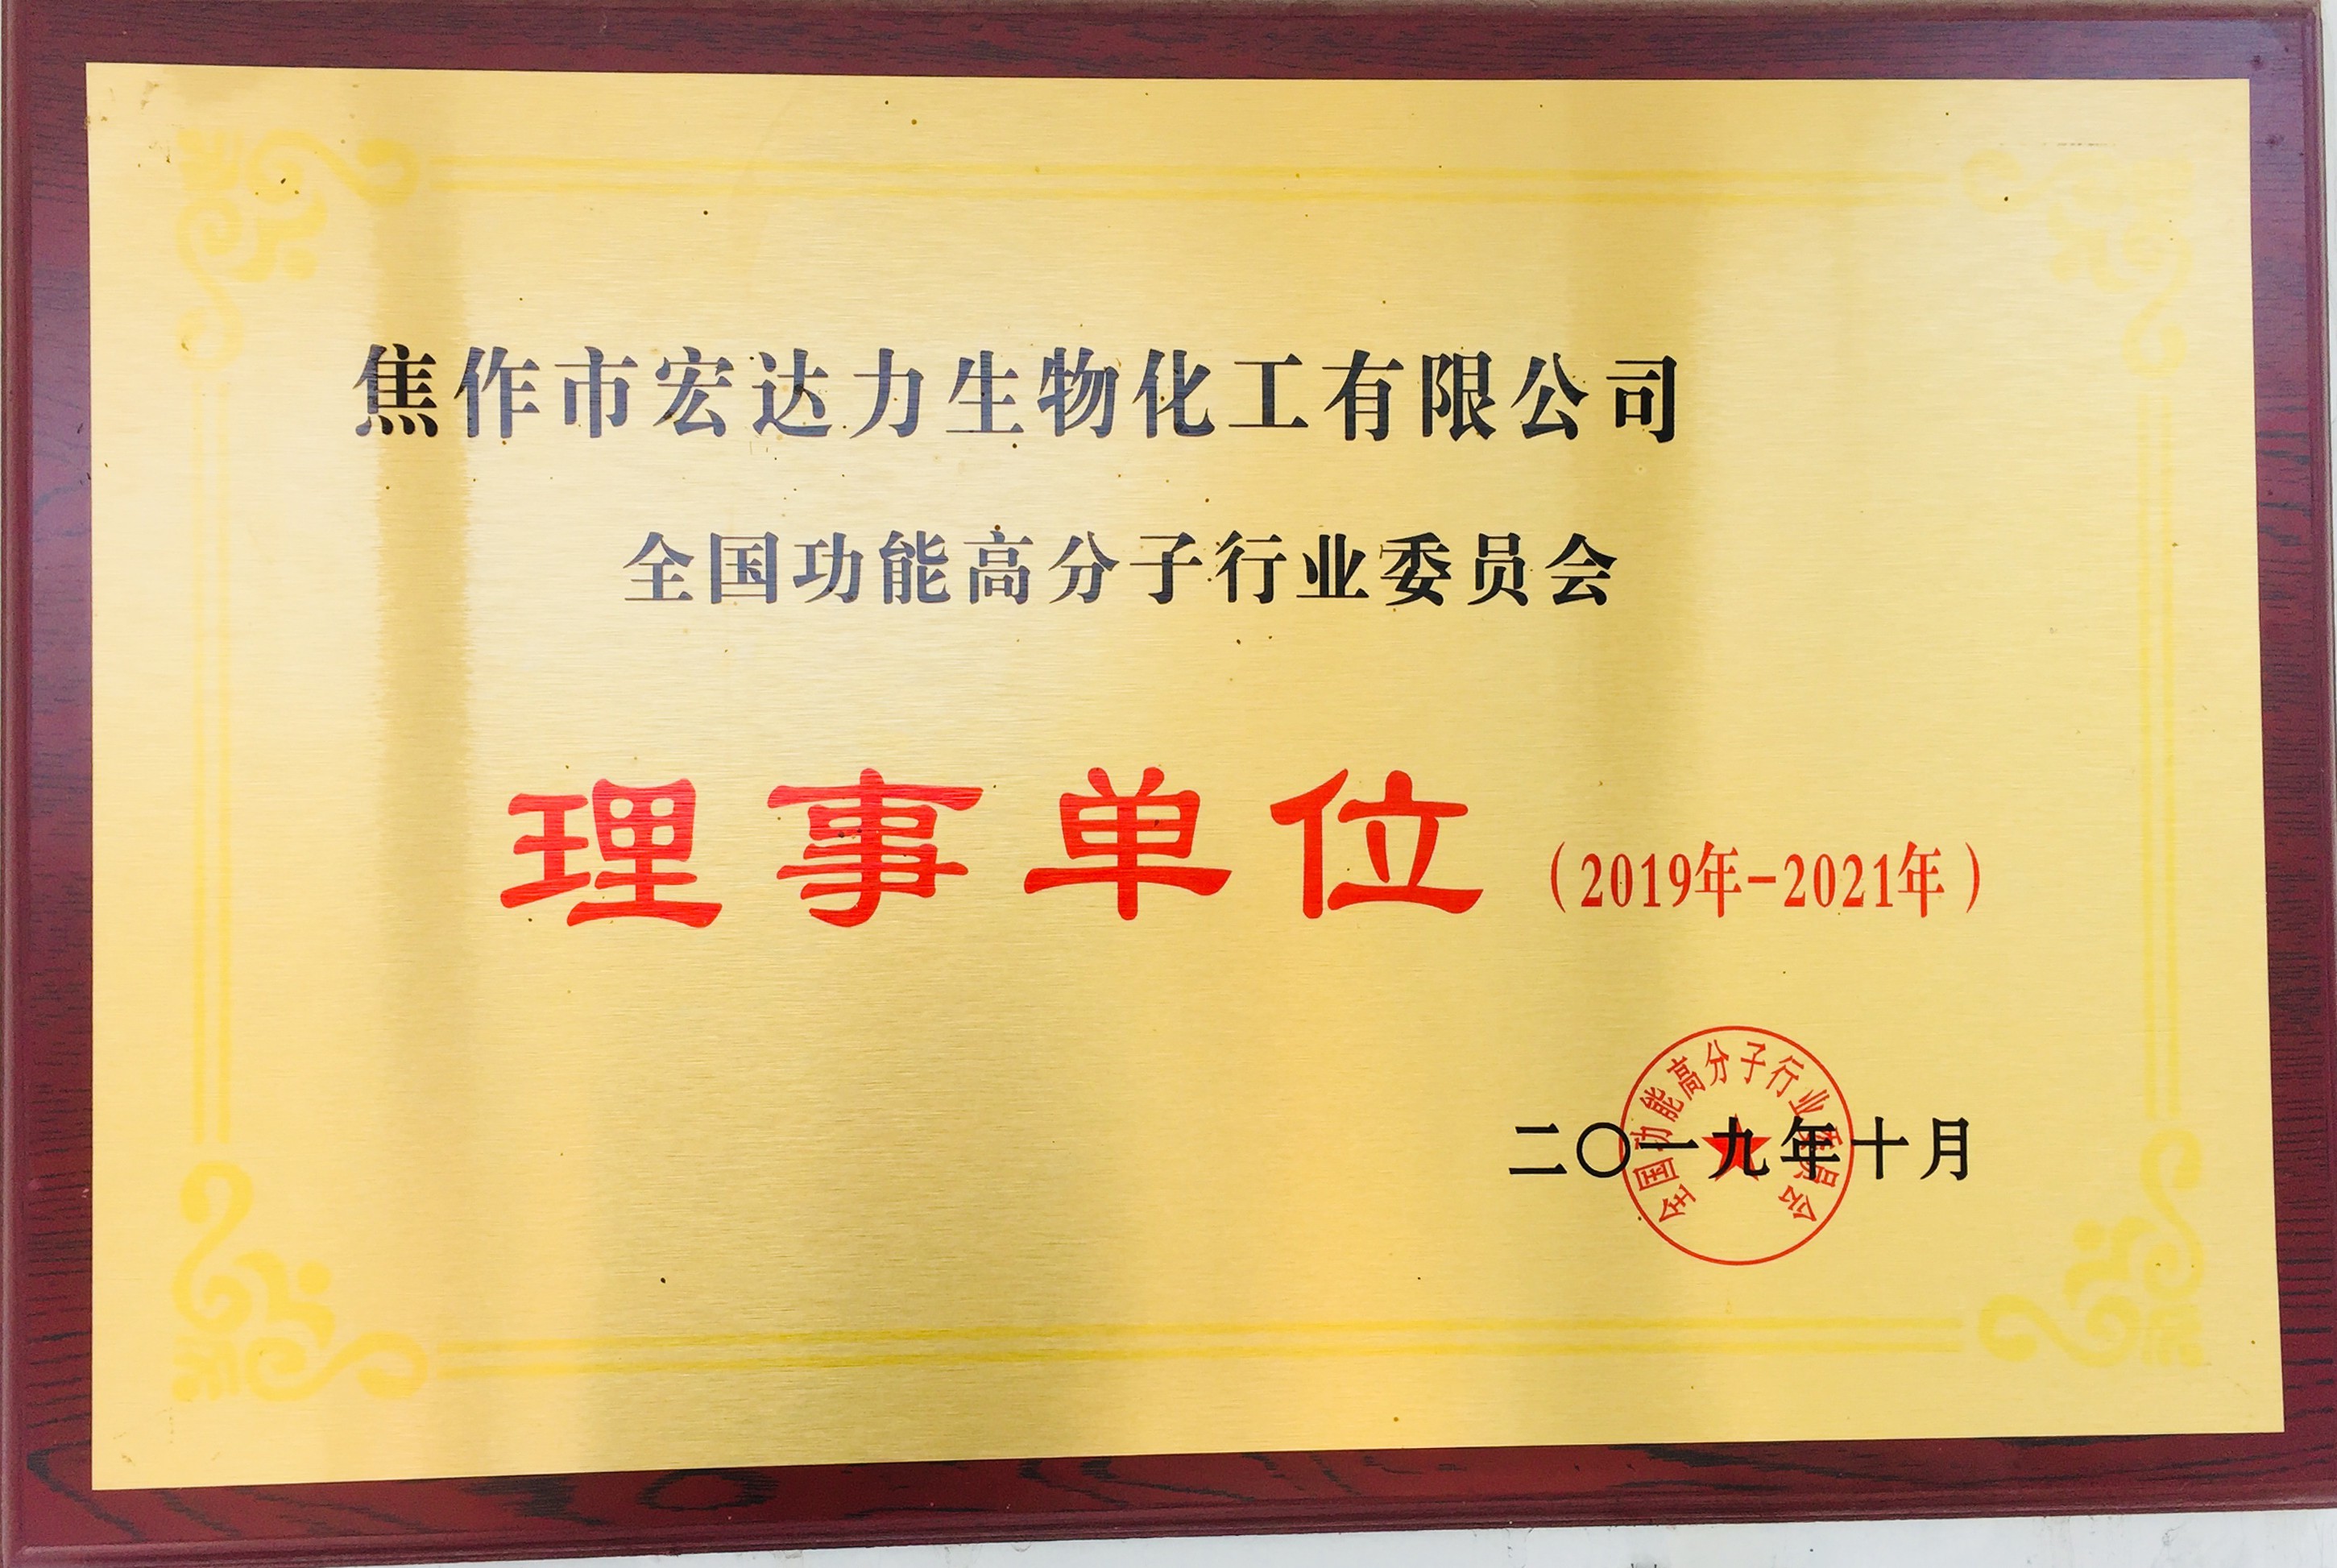 焦作市宏达力生物化工有限公司
全国功能高分子行业委员会
理事单位（2019年-2021年）
全国功能高分子行业委员会
二〇一九年十月